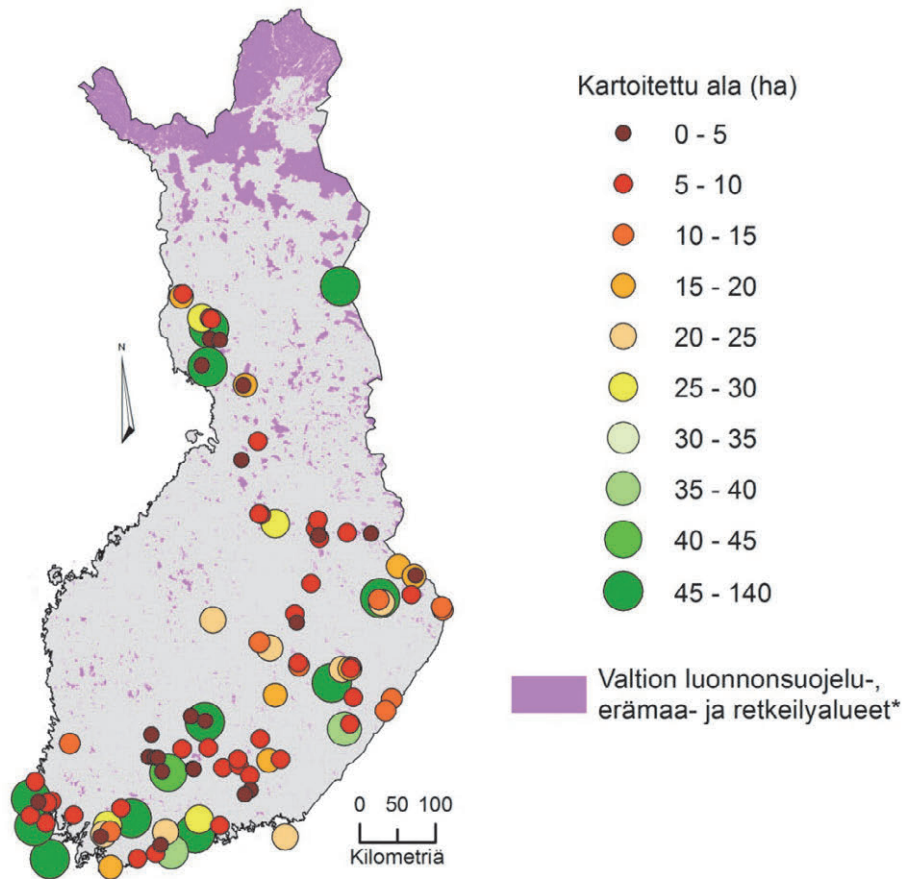 Kartoitettu ala (ha)
0 - 5
5 - 10
10 - 15
15 - 20
20 - 25
25 - 30
30 - 35
35 - 40
40 - 45
45 - 140
Valtion luonnonsuojelu-,
erämaa- ja retkeilyalueet*
N
0 50 100
Kilometriä